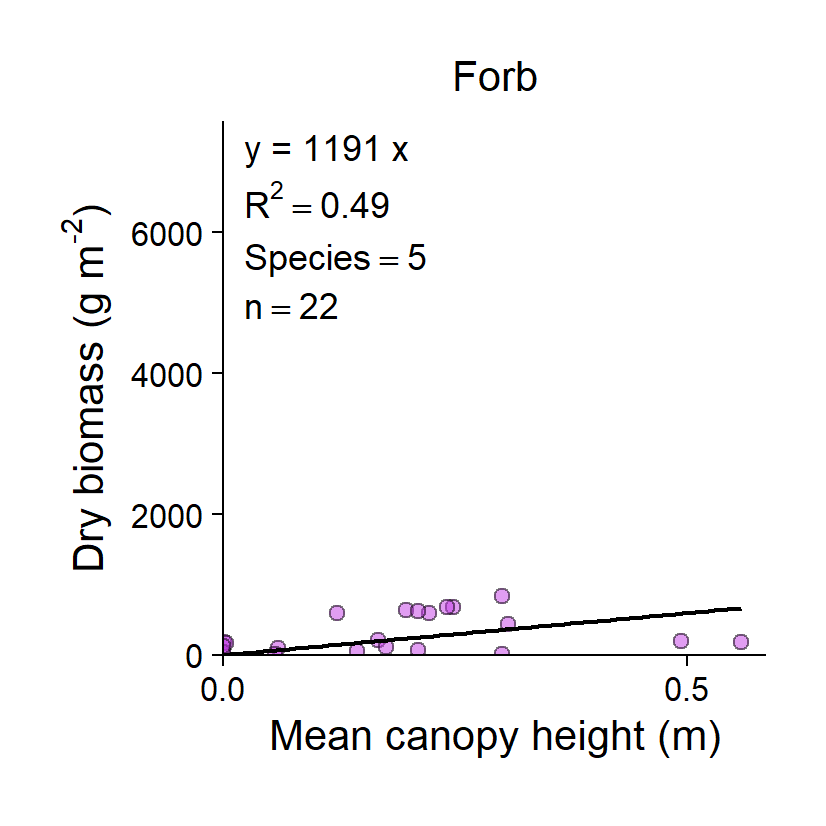 Forb
y = 1191 x
R² = 0.49
Species = 5
n = 22
Dry biomass (g m⁻²)
6000
4000
2000
0
0.0
0.5
Mean canopy height (m)